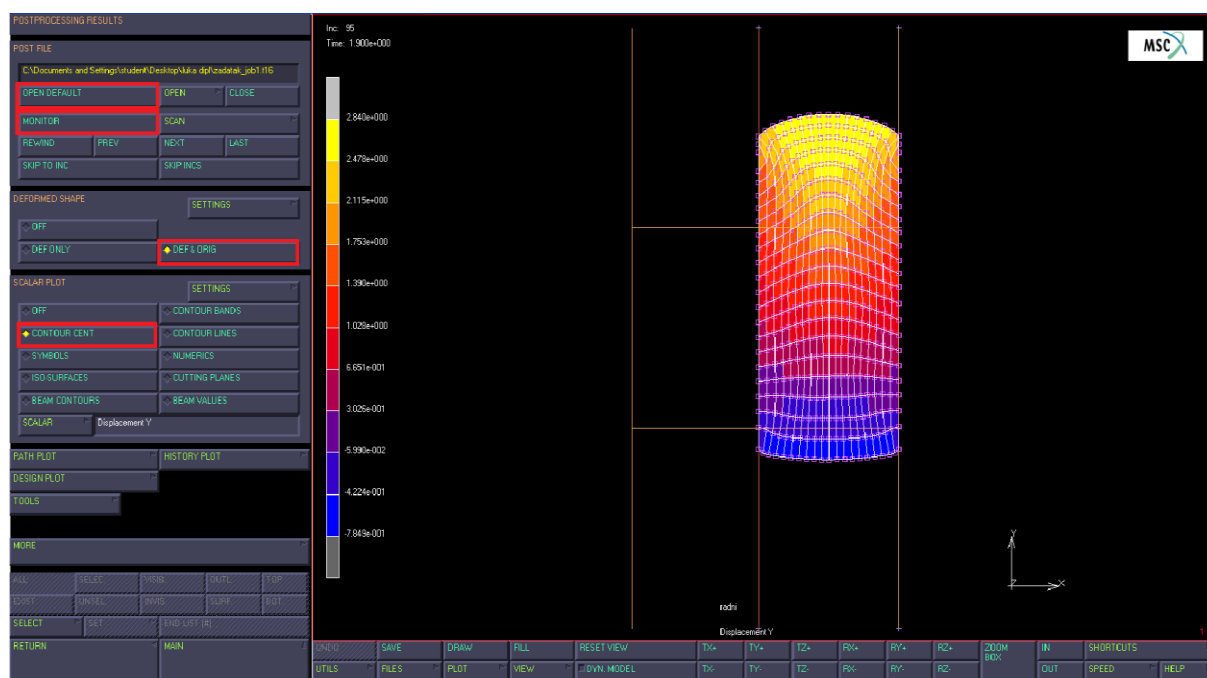 POSTPROCESSING RESULTS
POST FILE
C:\Documents and Settings\student\Desktop\luka dipl\zadatak_job1.t16
OPEN DEFAULT OPEN CLOSE
MONITOR SCAN
REWIND PREV NEXT LAST
SKIP TO INC SKIP INCS
DEFORMED SHAPE SETTINGS
OFF
DEF ONLY DEF & ORIG
SCALAR PLOT SETTINGS
OFF CONTOUR BANDS
CONTOUR CENT CONTOUR LINES
SYMBOLS NUMERICS
ISO-SURFACES CUTTING PLANES
BEAM CONTOURS BEAM VALUES
SCALAR Displacement Y
PATH PLOT HISTORY PLOT
DESIGN PLOT
TOOLS
MORE
ALL SELEC. VISIB. OUTL. TOP
EXIST. UNSEL. INVIS. SURF. BOT.
SELECT SET END LIST (#)
RETURN MAIN
Inc: 95
Time: 1.900e+000
2.840e+000
2.478e+000
2.115e+000
1.753e+000
1.390e+000
1.028e+000
6.651e-001
3.026e-001
-5.990e-002
-4.224e-001
-7.849e-001
MSC X
Y
Z X
radni
Displacement Y
1
UNDO SAVE DRAW FILL RESET VIEW TX+ TY+ TZ+ RX+ RY+ RZ+ ZOOM BOX IN SHORTCUTS
UTILS FILES PLOT VIEW DYN. MODEL TX- TY- TZ- RX- RY- RZ- OUT SPEED HELP